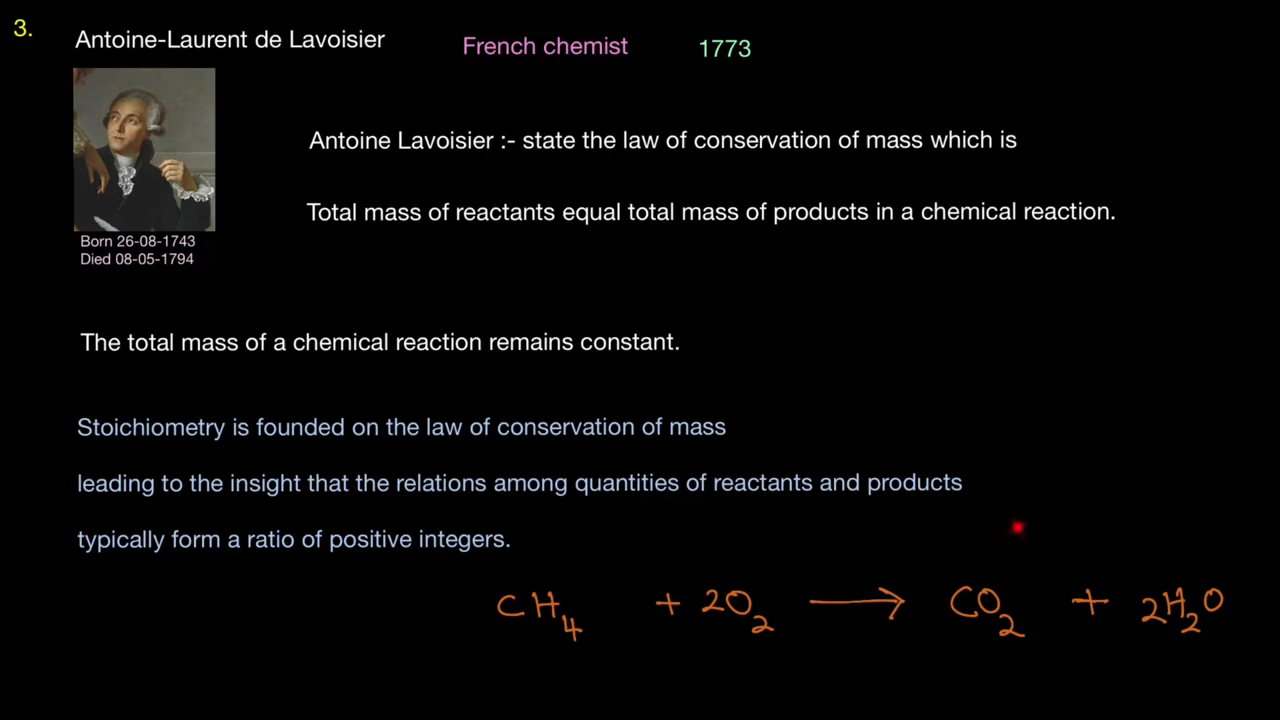 3.
Antoine-Laurent de Lavoisier
French chemist
1773
Antoine Lavoisier :- state the law of conservation of mass which is
Total mass of reactants equal total mass of products in a chemical reaction.
Born 26-08-1743
Died 08-05-1794
The total mass of a chemical reaction remains constant.
Stoichiometry is founded on the law of conservation of mass
leading to the insight that the relations among quantities of reactants and products
typically form a ratio of positive integers.
CH₄ + 2O₂ → CO₂ + 2H₂O